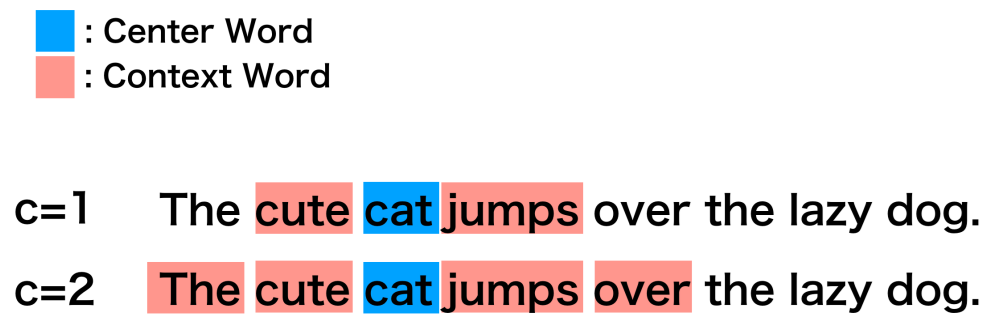 : Center Word
: Context Word
c=1 The cute cat jumps over the lazy dog.
c=2 The cute cat jumps over the lazy dog.